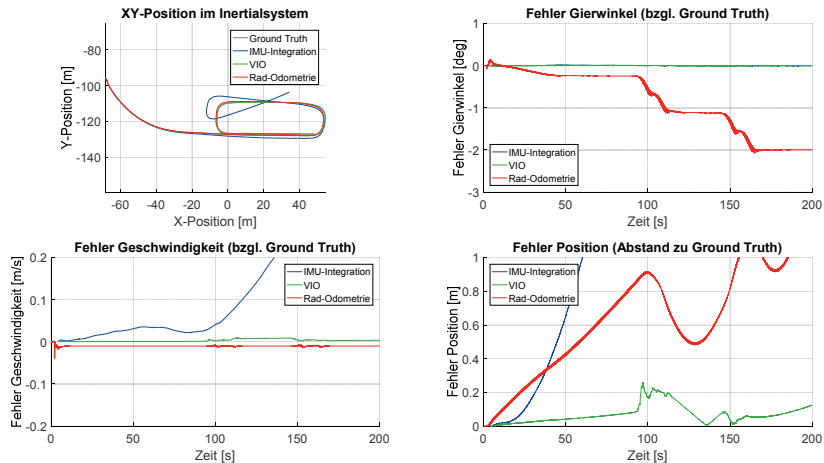 XY-Position im Inertialsystem
Y-Position [m]
-80
-100
-120
-140
Ground Truth
IMU-Integration
VIO
Rad-Odometrie
-60
-40
-20
0
20
40
X-Position [m]
Fehler Gierwinkel (bzgl. Ground Truth)
Fehler Gierwinkel [deg]
1
0
-1
-2
-3
IMU-Integration
VIO
Rad-Odometrie
0
50
100
150
200
Zeit [s]
Fehler Geschwindigkeit (bzgl. Ground Truth)
Fehler Geschwindigkeit [m/s]
0.2
0.1
0
-0.1
-0.2
IMU-Integration
VIO
Rad-Odometrie
0
50
100
150
200
Zeit [s]
Fehler Position (Abstand zu Ground Truth)
Fehler Position [m]
1
0.8
0.6
0.4
0.2
0
IMU-Integration
VIO
Rad-Odometrie
0
50
100
150
200
Zeit [s]